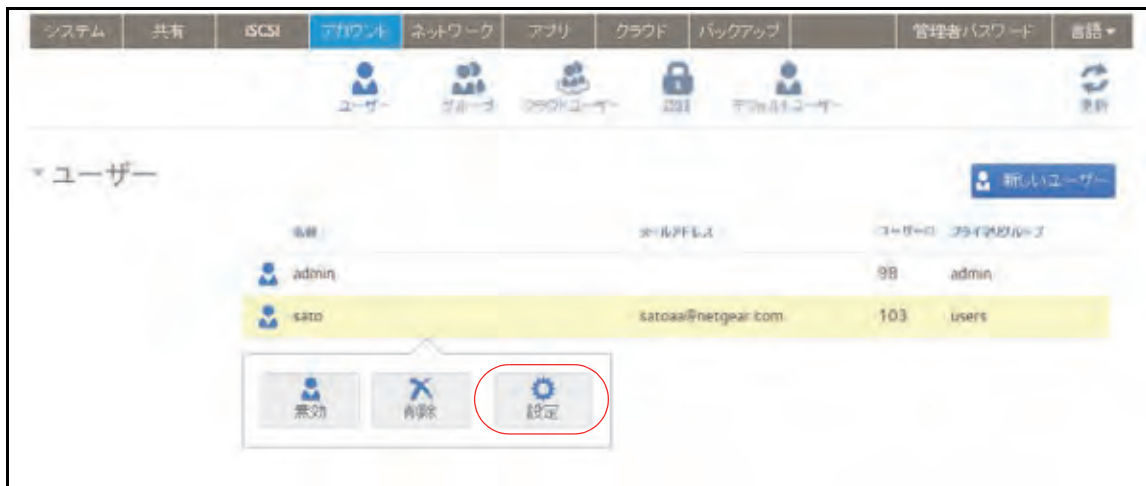 システム 共有 iSCSI アカウント ネットワーク アプリ クラウド バックアップ 管理者パスワード 言語▼
ユーザー グループ クラウドユーザー 認証 デフォルトユーザー 更新
ユーザー
新しいユーザー
名前 メールアドレス ユーザーID プライマリグループ
admin 98 admin
sato satoaa@netgear.com 103 users
無効 削除 設定